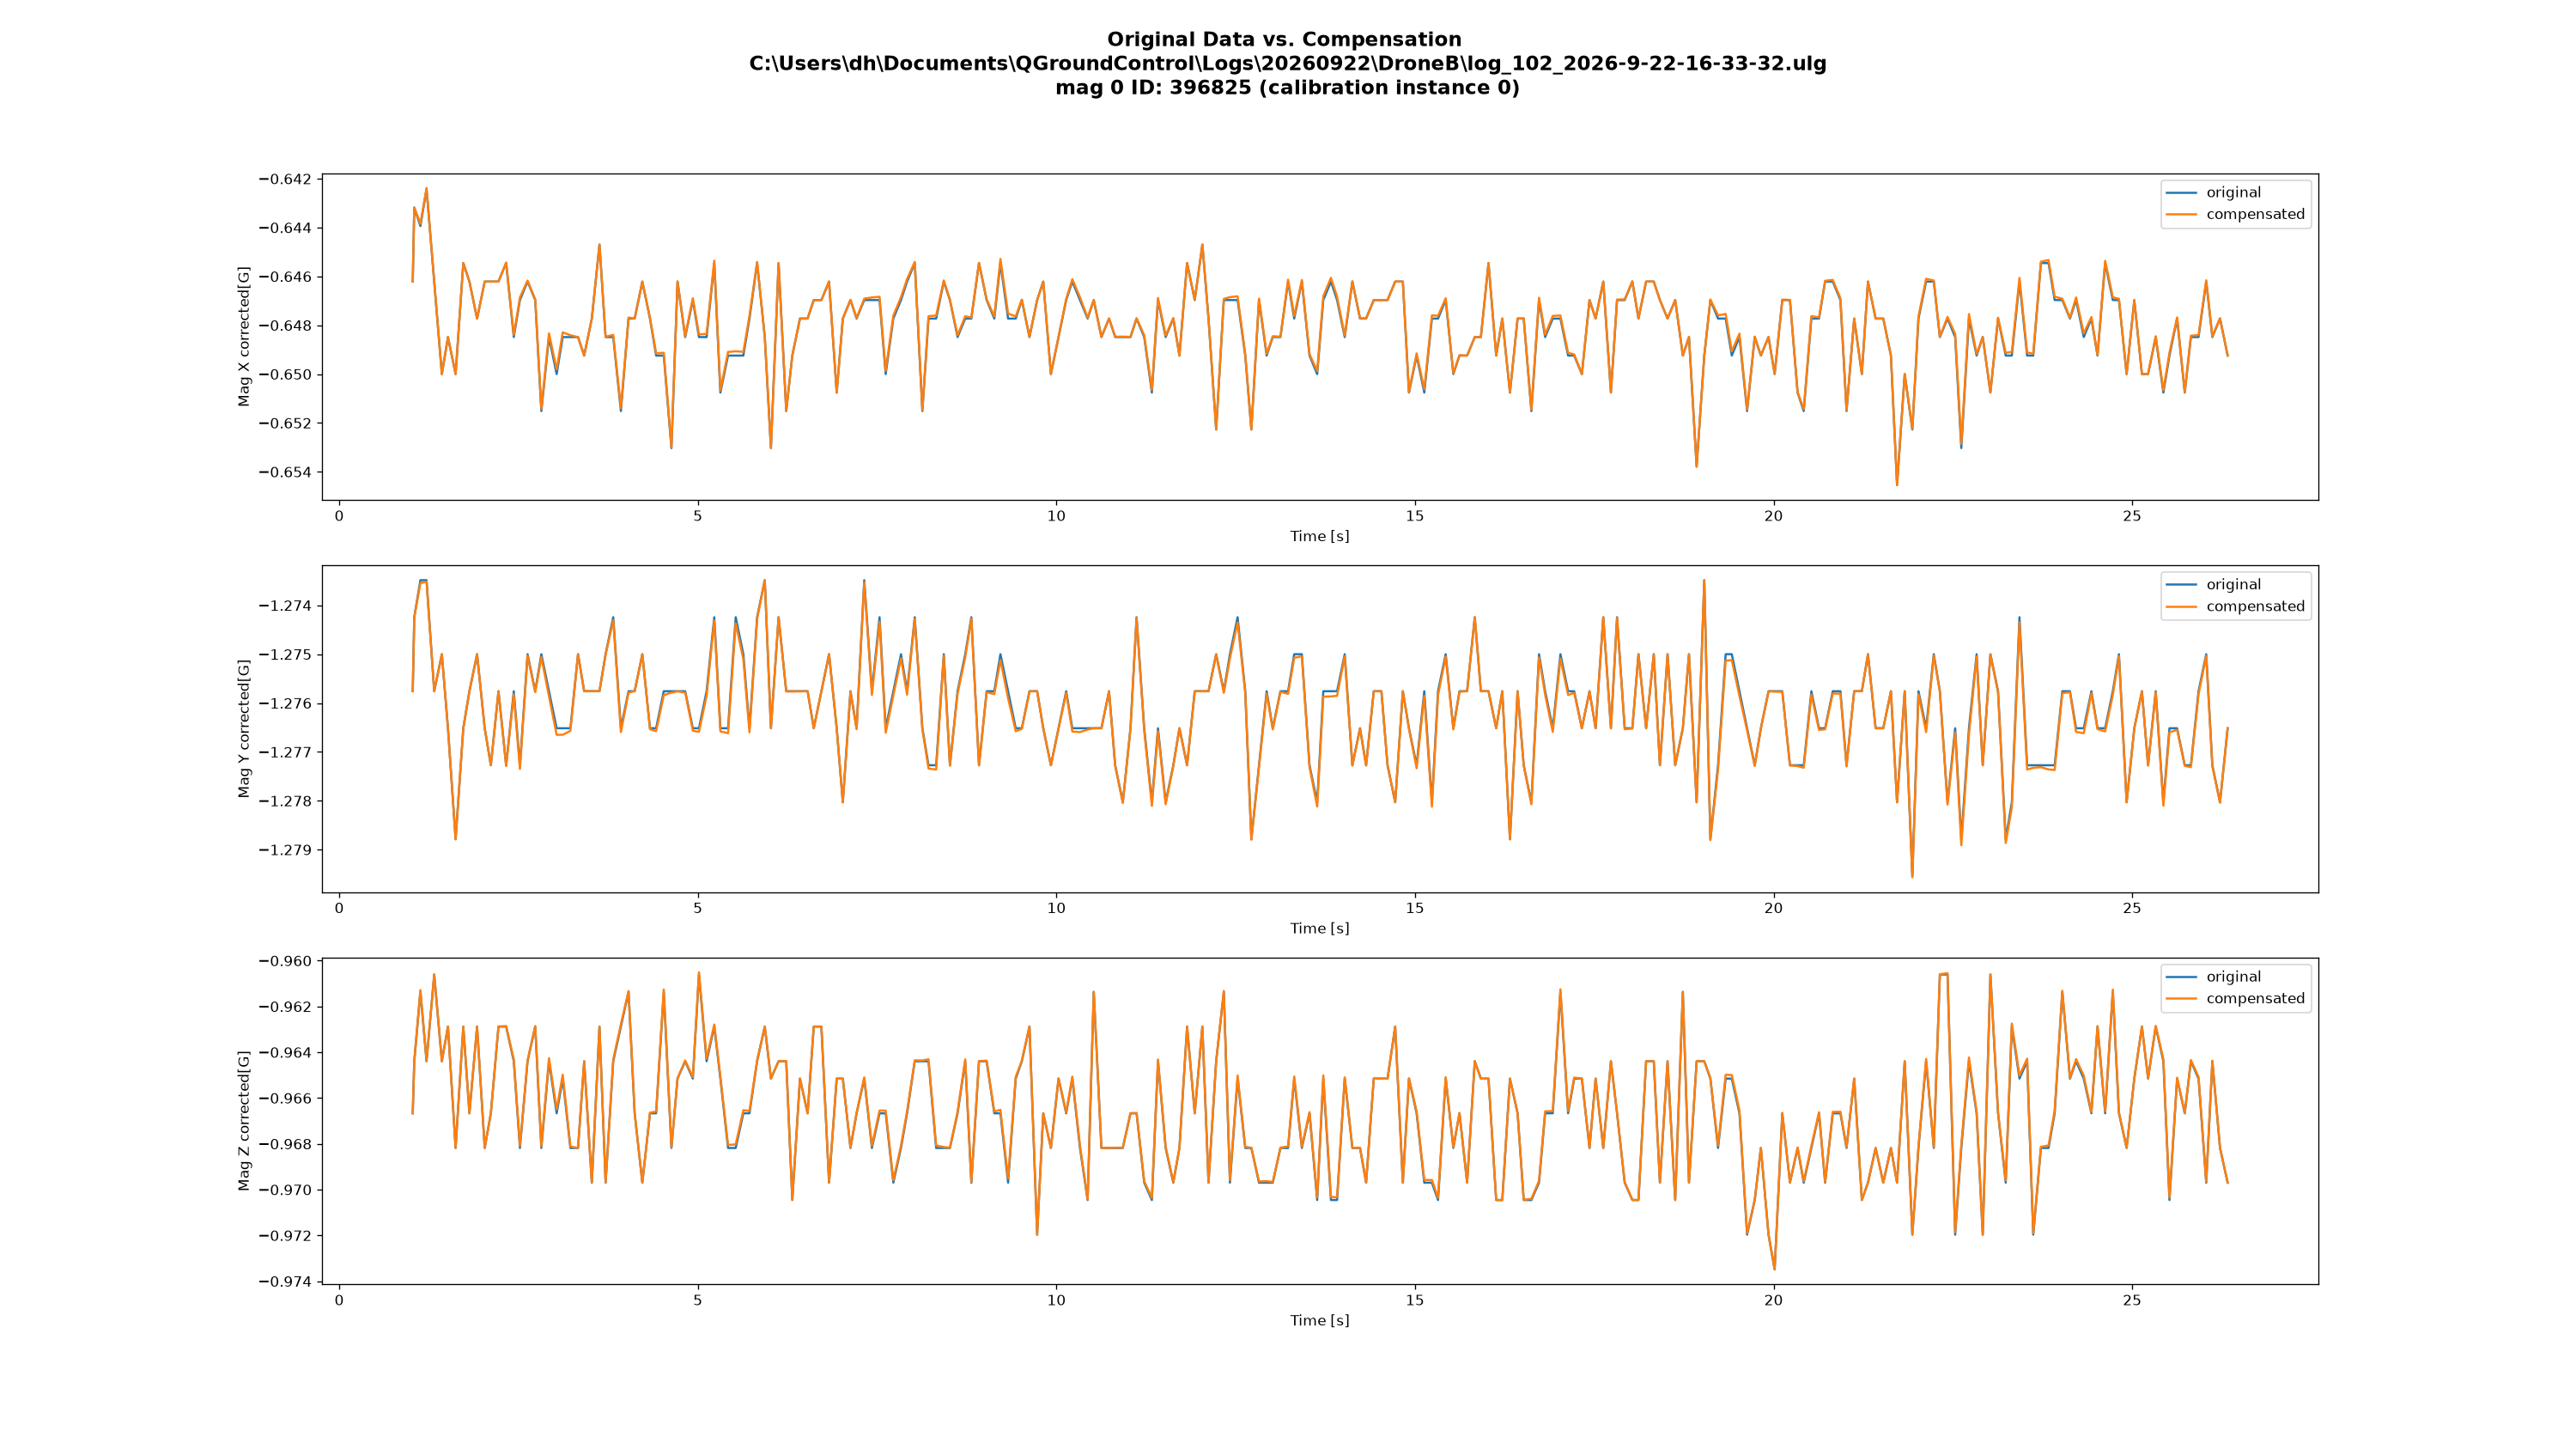 Original Data vs. Compensation
C:\Users\dh\Documents\QGroundControl\Logs\20260922\DroneB\log_102_2026-9-22-16-33-32.ulg
mag 0 ID: 396825 (calibration instance 0)
−0.642
−0.644
−0.646
−0.648
−0.650
−0.652
−0.654
Mag X corrected[G]
original
compensated
0 5 10 15 20 25
Time [s]
−1.274
−1.275
−1.276
−1.277
−1.278
−1.279
Mag Y corrected[G]
original
compensated
0 5 10 15 20 25
Time [s]
−0.960
−0.962
−0.964
−0.966
−0.968
−0.970
−0.972
−0.974
Mag Z corrected[G]
original
compensated
0 5 10 15 20 25
Time [s]